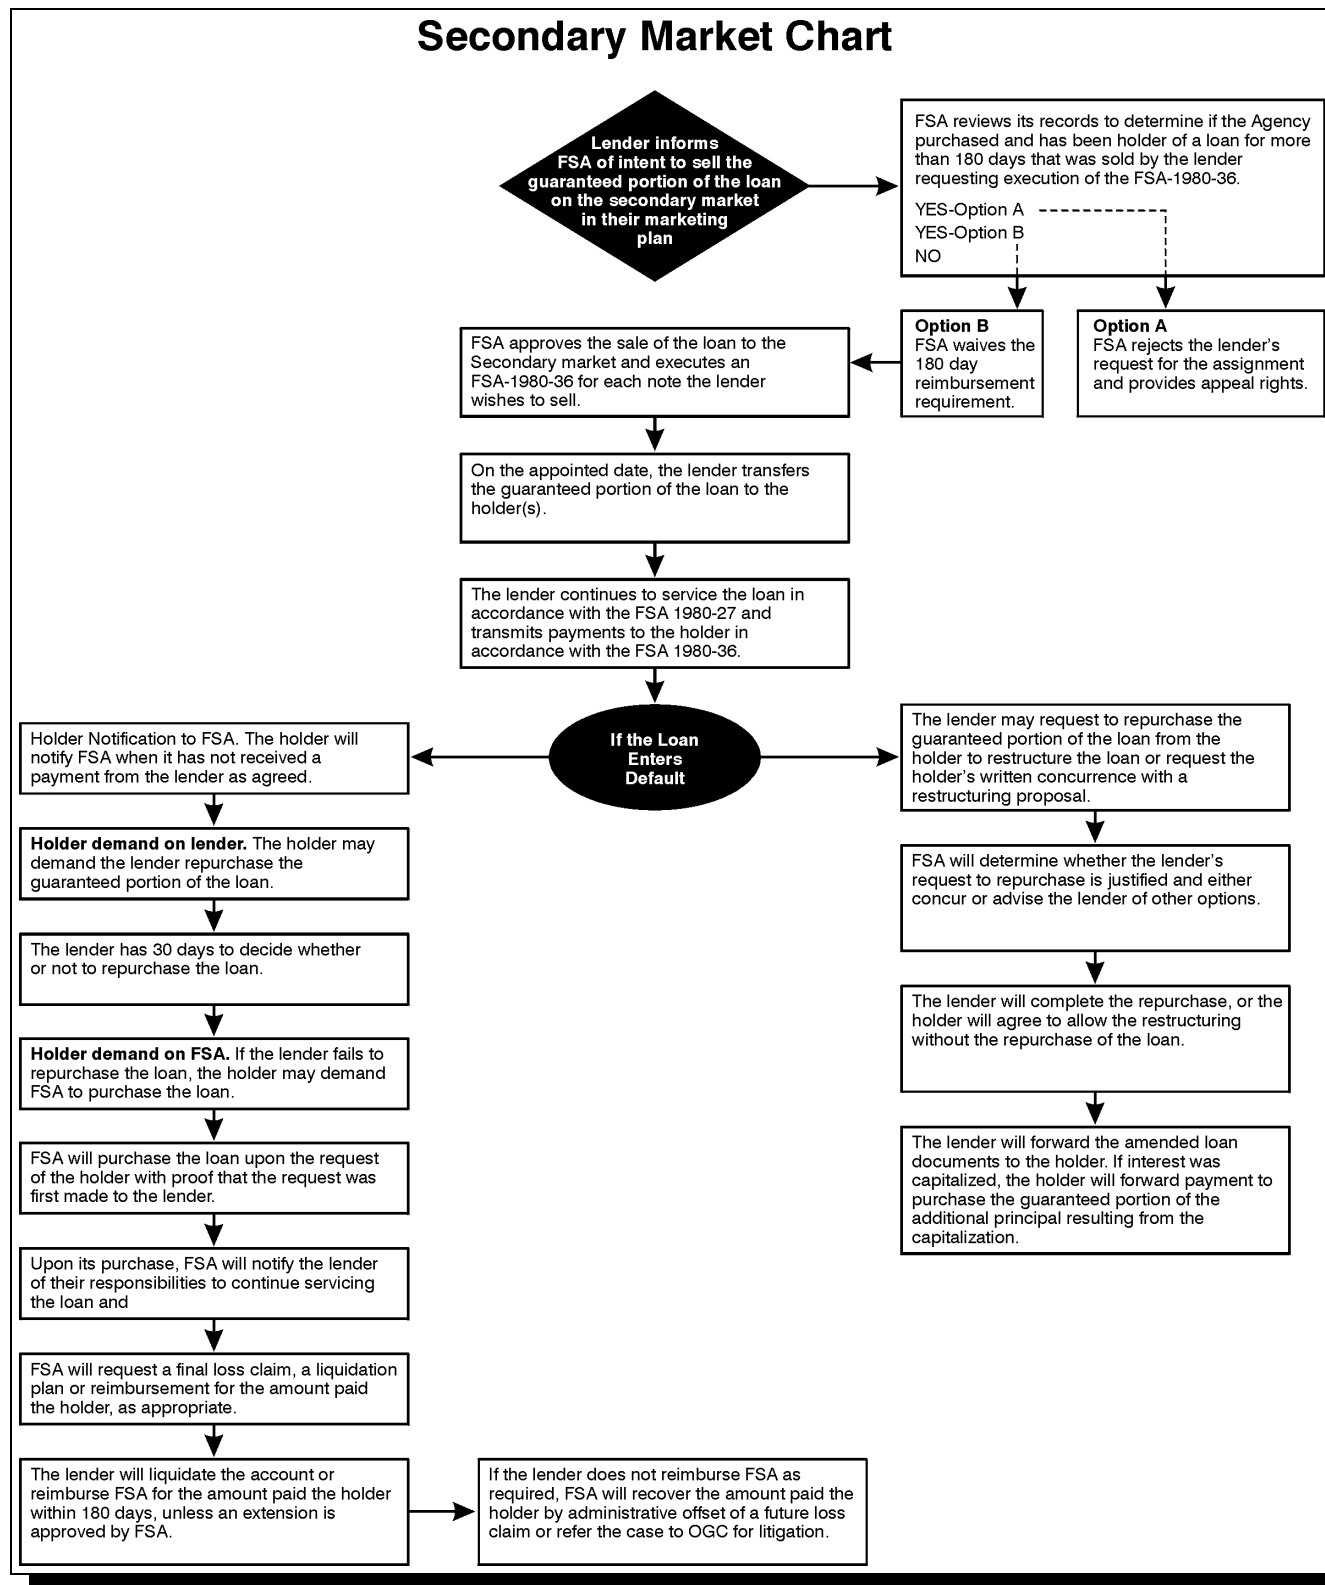 Secondary Market Chart
Lender informs
FSA of intent to sell the
guaranteed portion of the loan
on the secondary market
in their marketing
plan
FSA reviews its records to determine if the Agency
purchased and has been holder of a loan for more
than 180 days that was sold by the lender
requesting execution of the FSA-1980-36.
YES-Option A
YES-Option B
NO
Option B
FSA waives the
180 day
reimbursement
requirement.
Option A
FSA rejects the lender's
request for the assignment
and provides appeal rights.
FSA approves the sale of the loan to the
Secondary market and executes an
FSA-1980-36 for each note the lender
wishes to sell.
On the appointed date, the lender transfers
the guaranteed portion of the loan to the
holder(s).
The lender continues to service the loan in
accordance with the FSA 1980-27 and
transmits payments to the holder in
accordance with the FSA 1980-36.
If the Loan
Enters
Default
Holder Notification to FSA. The holder will
notify FSA when it has not received a
payment from the lender as agreed.
Holder demand on lender. The holder may
demand the lender repurchase the
guaranteed portion of the loan.
The lender has 30 days to decide whether
or not to repurchase the loan.
Holder demand on FSA. If the lender fails to
repurchase the loan, the holder may demand
FSA to purchase the loan.
FSA will purchase the loan upon the request
of the holder with proof that the request was
first made to the lender.
Upon its purchase, FSA will notify the lender
of their responsibilities to continue servicing
the loan and
FSA will request a final loss claim, a liquidation
plan or reimbursement for the amount paid
the holder, as appropriate.
The lender will liquidate the account or
reimburse FSA for the amount paid the holder
within 180 days, unless an extension is
approved by FSA.
If the lender does not reimburse FSA as
required, FSA will recover the amount paid the
holder by administrative offset of a future loss
claim or refer the case to OGC for litigation.
The lender may request to repurchase the
guaranteed portion of the loan from the
holder to restructure the loan or request the
holder's written concurrence with a
restructuring proposal.
FSA will determine whether the lender's
request to repurchase is justified and either
concur or advise the lender of other options.
The lender will complete the repurchase, or the
holder will agree to allow the restructuring
without the repurchase of the loan.
The lender will forward the amended loan
documents to the holder. If interest was
capitalized, the holder will forward payment to
purchase the guaranteed portion of the
additional principal resulting from the
capitalization.